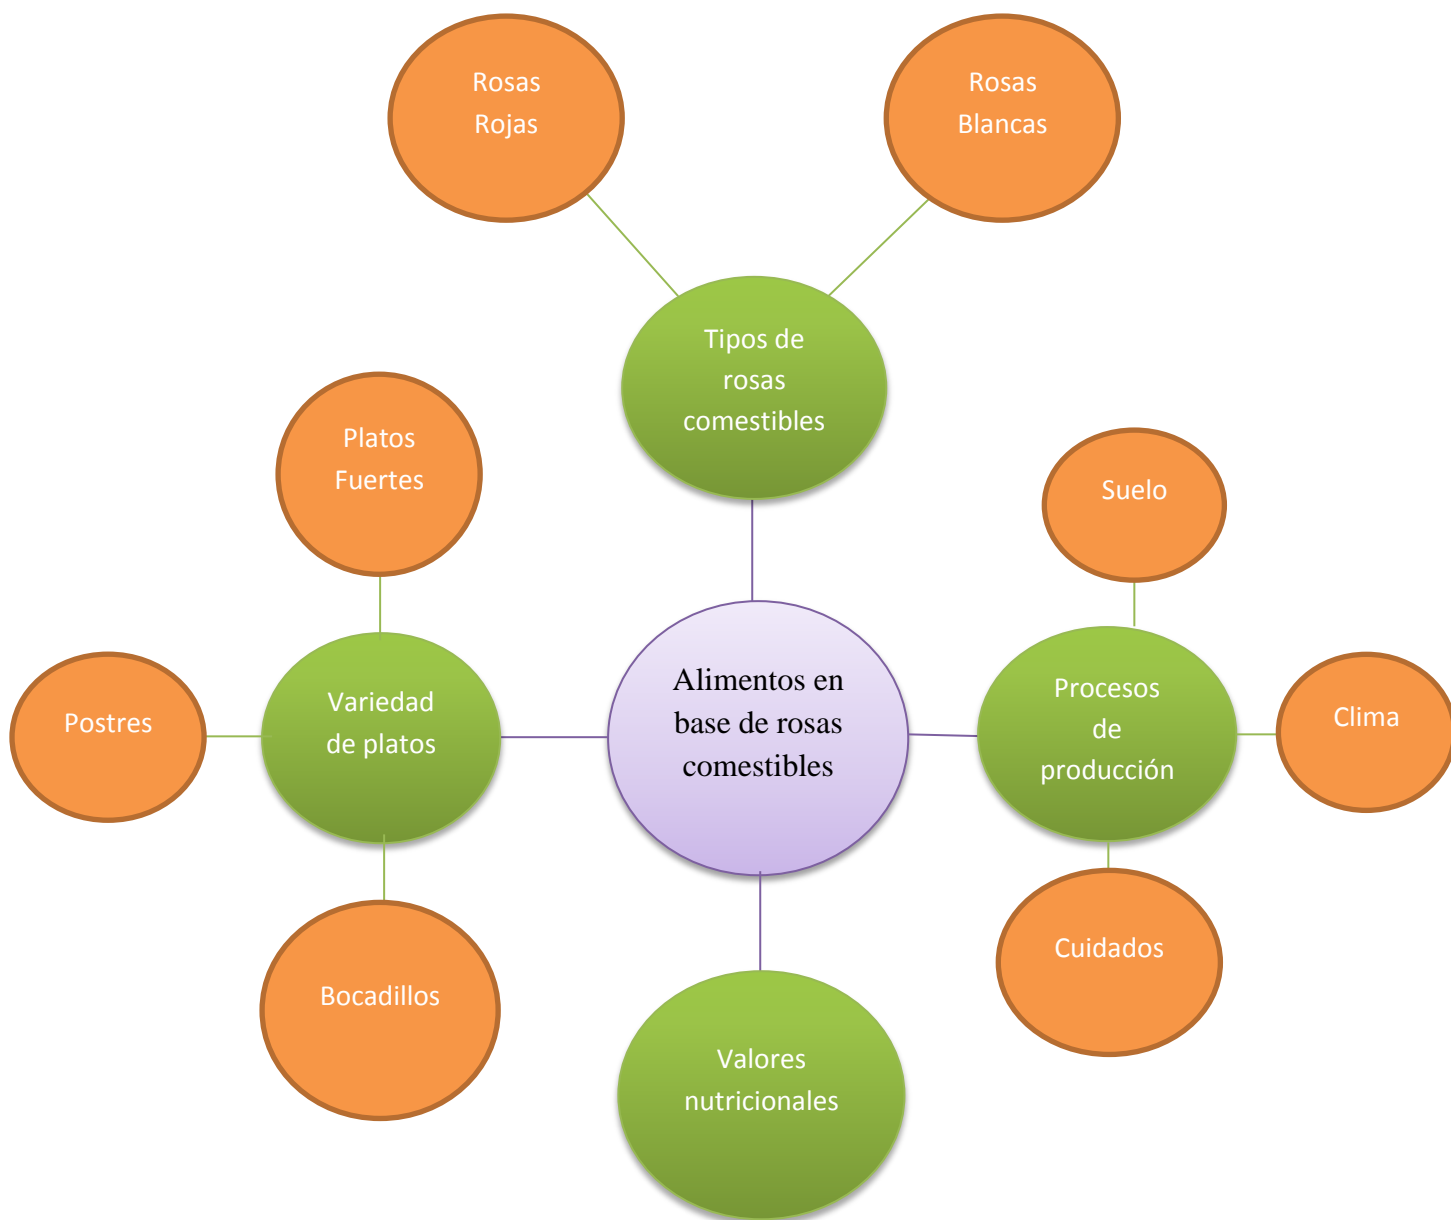 Rosas
Rojas
Rosas
Blancas
Tipos de
rosas
comestibles
Platos
Fuertes
Suelo
Postres
Variedad
de platos
Alimentos en
base de rosas
comestibles
Procesos
de
producción
Clima
Bocadillos
Cuidados
Valores
nutricionales